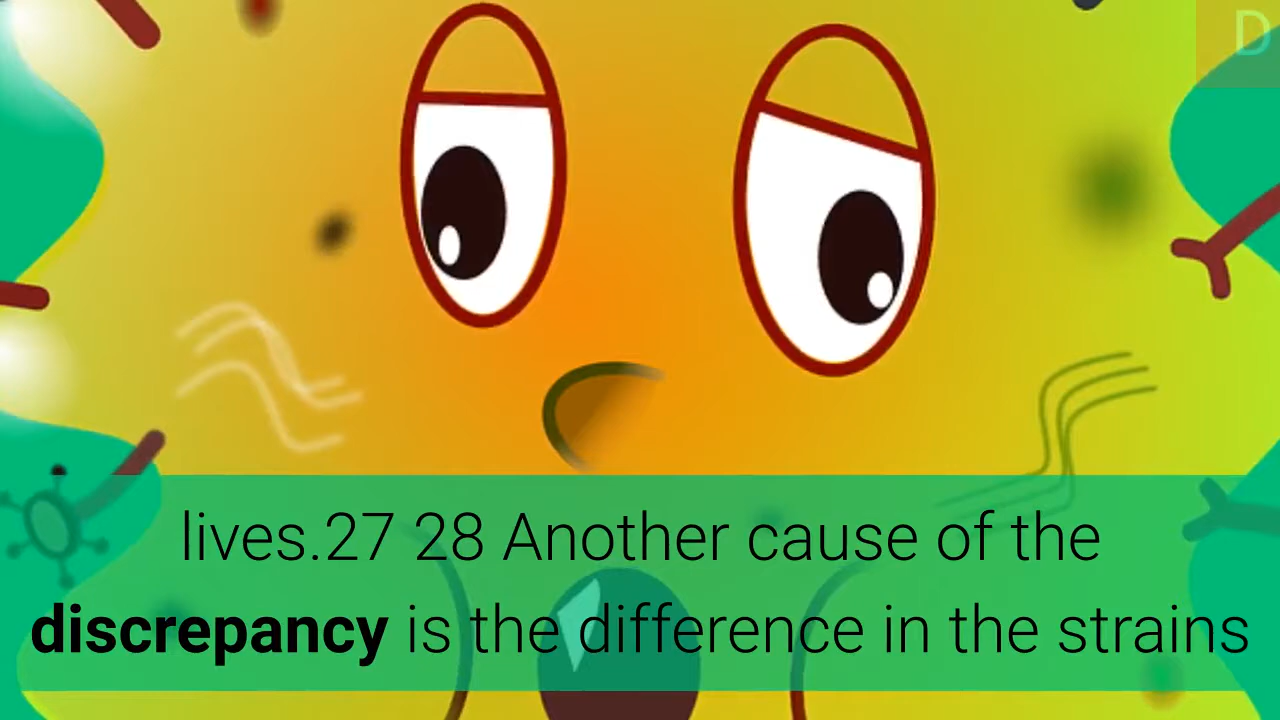 D
lives.27 28 Another cause of the
discrepancy is the difference in the strains